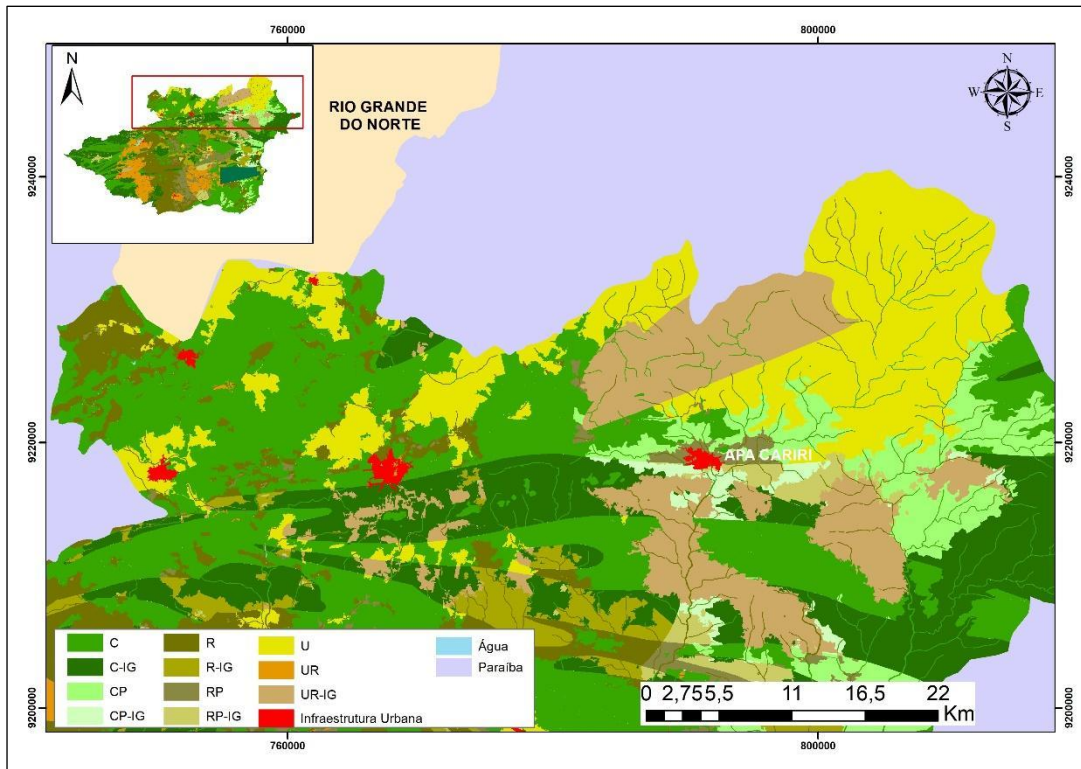 760000
800000
N
RIO GRANDE
DO NORTE
N
W
E
S
9240000
9240000
9220000
9220000
APA CARIRI
C
R
U
Água
C-IG
R-IG
UR
Paraíba
CP
RP
UR-IG
CP-IG
RP-IG
Infraestrutura Urbana
0 2,75 5,5 11 16,5 22
Km
9200000
9200000
760000
800000